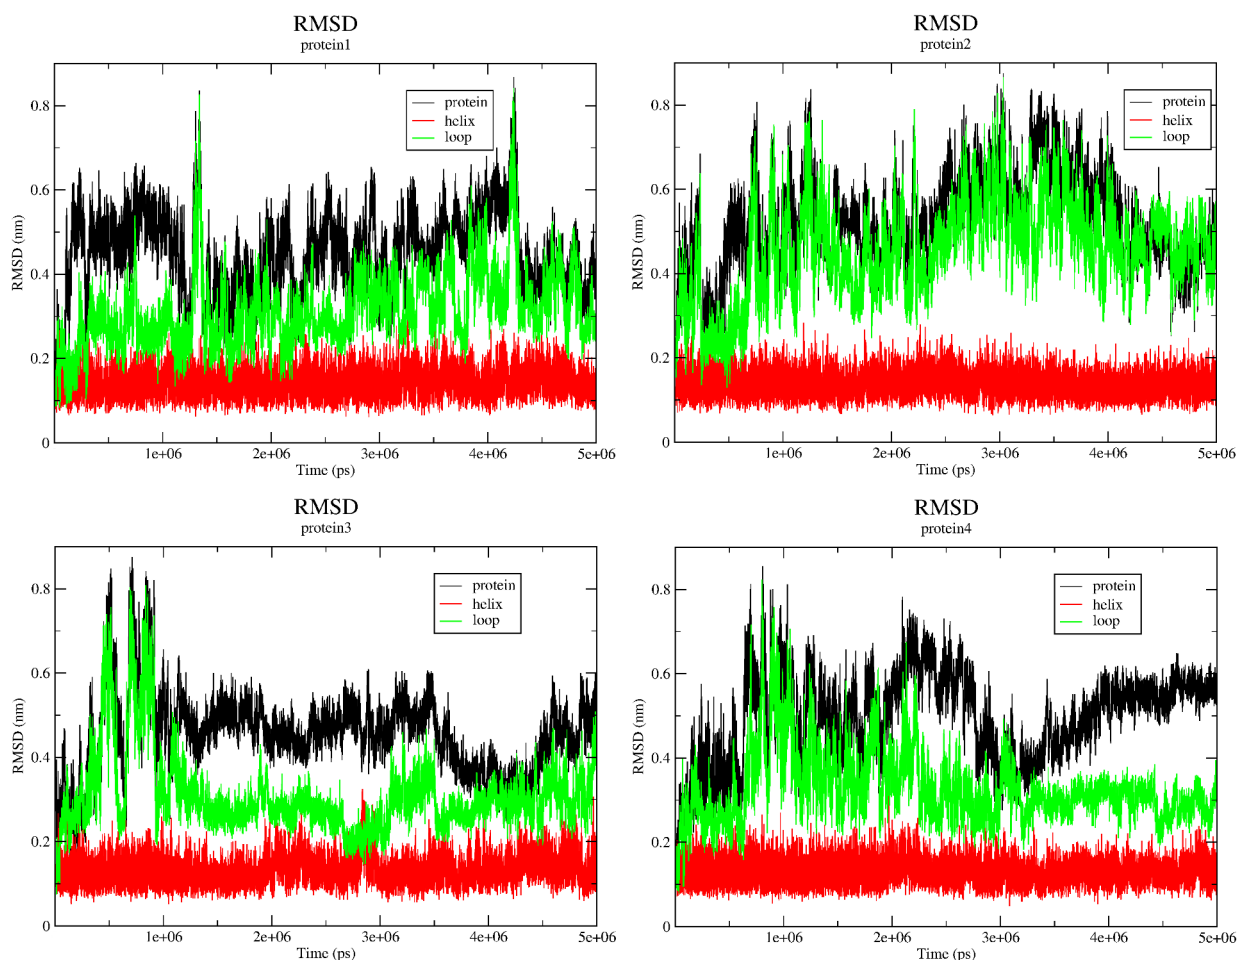 RMSD
protein1
RMSD (nm)
0.8
0.6
0.4
0.2
0
protein
helix
loop
1e+06
2e+06
3e+06
4e+06
5e+06
Time (ps)
RMSD
protein2
RMSD (nm)
0.8
0.6
0.4
0.2
0
protein
helix
loop
1e+06
2e+06
3e+06
4e+06
5e+06
Time (ps)
RMSD
protein3
RMSD (nm)
0.8
0.6
0.4
0.2
0
protein
helix
loop
1e+06
2e+06
3e+06
4e+06
5e+06
Time (ps)
RMSD
protein4
RMSD (nm)
0.8
0.6
0.4
0.2
0
protein
helix
loop
1e+06
2e+06
3e+06
4e+06
5e+06
Time (ps)